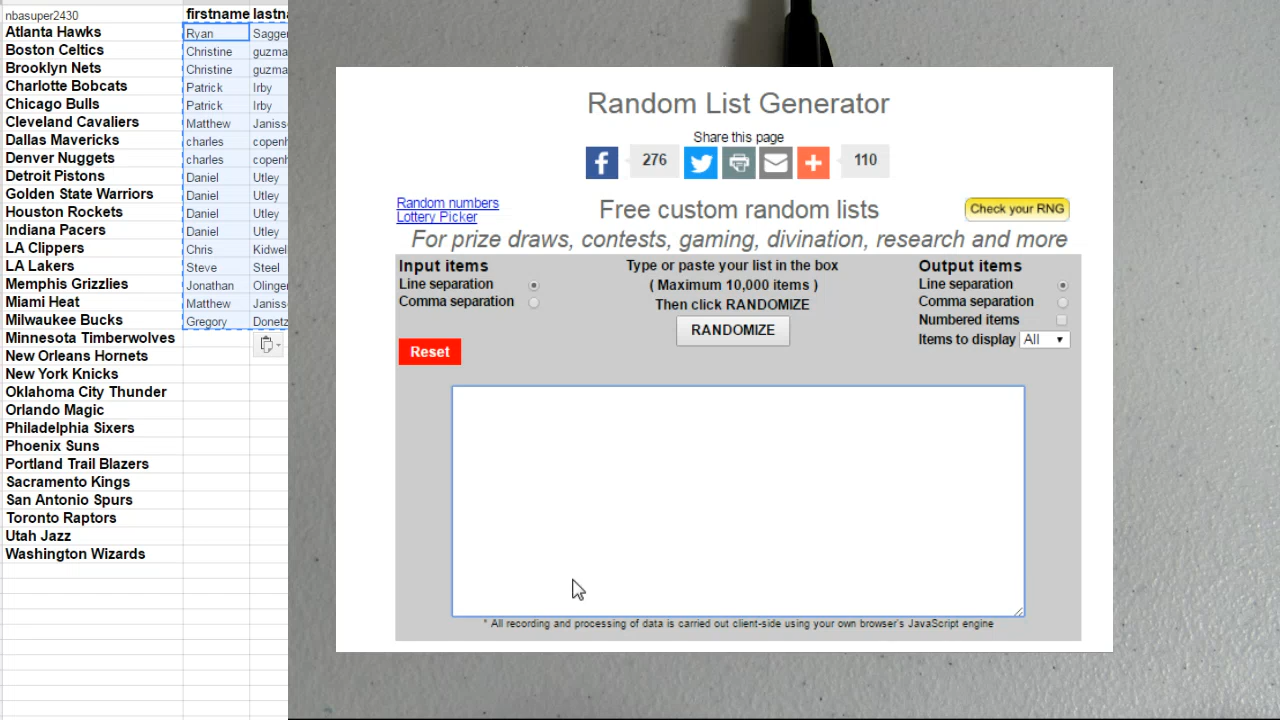 nbasuper2430 firstname lastna
Atlanta Hawks Ryan Sagger
Boston Celtics Christine guzma
Brooklyn Nets Christine guzma
Charlotte Bobcats Patrick Irby
Chicago Bulls Patrick Irby
Cleveland Cavaliers Matthew Janiss
Dallas Mavericks charles copenh
Denver Nuggets charles copenh
Detroit Pistons Daniel Utley
Golden State Warriors Daniel Utley
Houston Rockets Daniel Utley
Indiana Pacers Daniel Utley
LA Clippers Chris Kidwel
LA Lakers Steve Steel
Memphis Grizzlies Jonathan Olinger
Miami Heat Matthew Janiss
Milwaukee Bucks Gregory Donetz
Minnesota Timberwolves
New Orleans Hornets
New York Knicks
Oklahoma City Thunder
Orlando Magic
Philadelphia Sixers
Phoenix Suns
Portland Trail Blazers
Sacramento Kings
San Antonio Spurs
Toronto Raptors
Utah Jazz
Washington Wizards
Random List Generator
Share this page
276 110
Random numbers
Lottery Picker
Free custom random lists
Check your RNG
For prize draws, contests, gaming, divination, research and more
Input items
Line separation
Comma separation
Reset
Type or paste your list in the box
( Maximum 10,000 items )
Then click RANDOMIZE
RANDOMIZE
Output items
Line separation
Comma separation
Numbered items
Items to display All
* All recording and processing of data is carried out client-side using your own browser's JavaScript engine